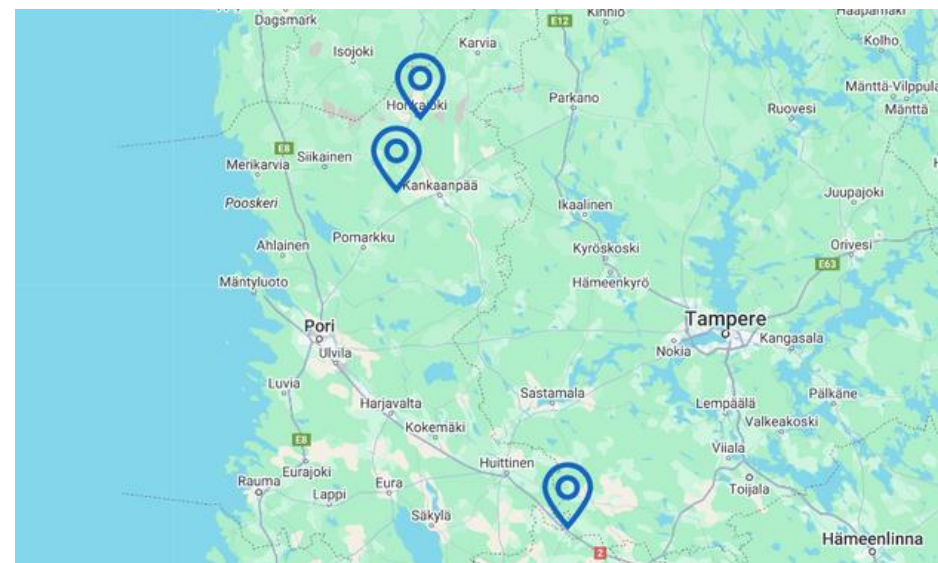 Dagsmark
Kinnio
E12
Haapamäki
Isojoki
Karvia
Kolho
Honkajoki
Parkano
Mänttä-Vilppula
Ruovesi
Mänttä
E8
Siikainen
Merikarvia
Kankaanpää
Pooskeri
Ikaalinen
Juupajoki
Pomarkku
Ahlainen
Kyröskoski
Orivesi
E63
Mäntyluoto
Hämeenkyrö
Pori
Tampere
Ulvila
Nokia
Kangasala
Luvia
Sastamala
Pälkäne
Harjavalta
Lempäälä
Kokemäki
Valkeakoski
E8
Viiala
Huittinen
Eurajoki
Rauma
Eura
Toijala
Lappi
Säkylä
Hämeenlinna
2